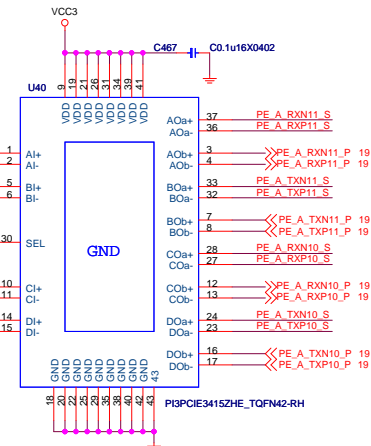 VCC3
C467 C0.1u16X0402
U40
9 19 21 26 31 34 39 41
VDD VDD VDD VDD VDD VDD VDD VDD
AOa+ 37 PE_A_RXN11_S
AOa- 36 PE_A_RXP11_S
1 AI+ AOb+ 3 PE_A_RXN11_P 19
2 AI- AOb- 4 PE_A_RXP11_P 19
5 BI+ BOa+ 33 PE_A_TXN11_S
6 BI- BOa- 32 PE_A_TXP11_S
BOb+ 7 PE_A_TXN11_P 19
BOb- 8 PE_A_TXP11_P 19
30 SEL GND
COa+ 28 PE_A_RXN10_S
COa- 27 PE_A_RXP10_S
10 CI+ COb+ 12 PE_A_RXN10_P 19
11 CI- COb- 13 PE_A_RXP10_P 19
14 DI+ DOa+ 24 PE_A_TXN10_S
15 DI- DOa- 23 PE_A_TXP10_S
DOb+ 16 PE_A_TXN10_P 19
DOb- 17 PE_A_TXP10_P 19
GND GND GND GND GND GND GND GND 43
18 20 22 25 29 35 38 40 42 43
PI3PCIE3415ZHE_TQFN42-RH